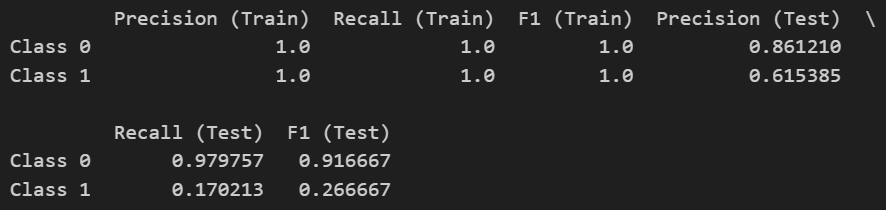 Precision (Train)  Recall (Train)  F1 (Train)  Precision (Test)  \
Class 0                1.0             1.0         1.0          0.861210
Class 1                1.0             1.0         1.0          0.615385
Recall (Test)  F1 (Test)
Class 0       0.979757   0.916667
Class 1       0.170213   0.266667